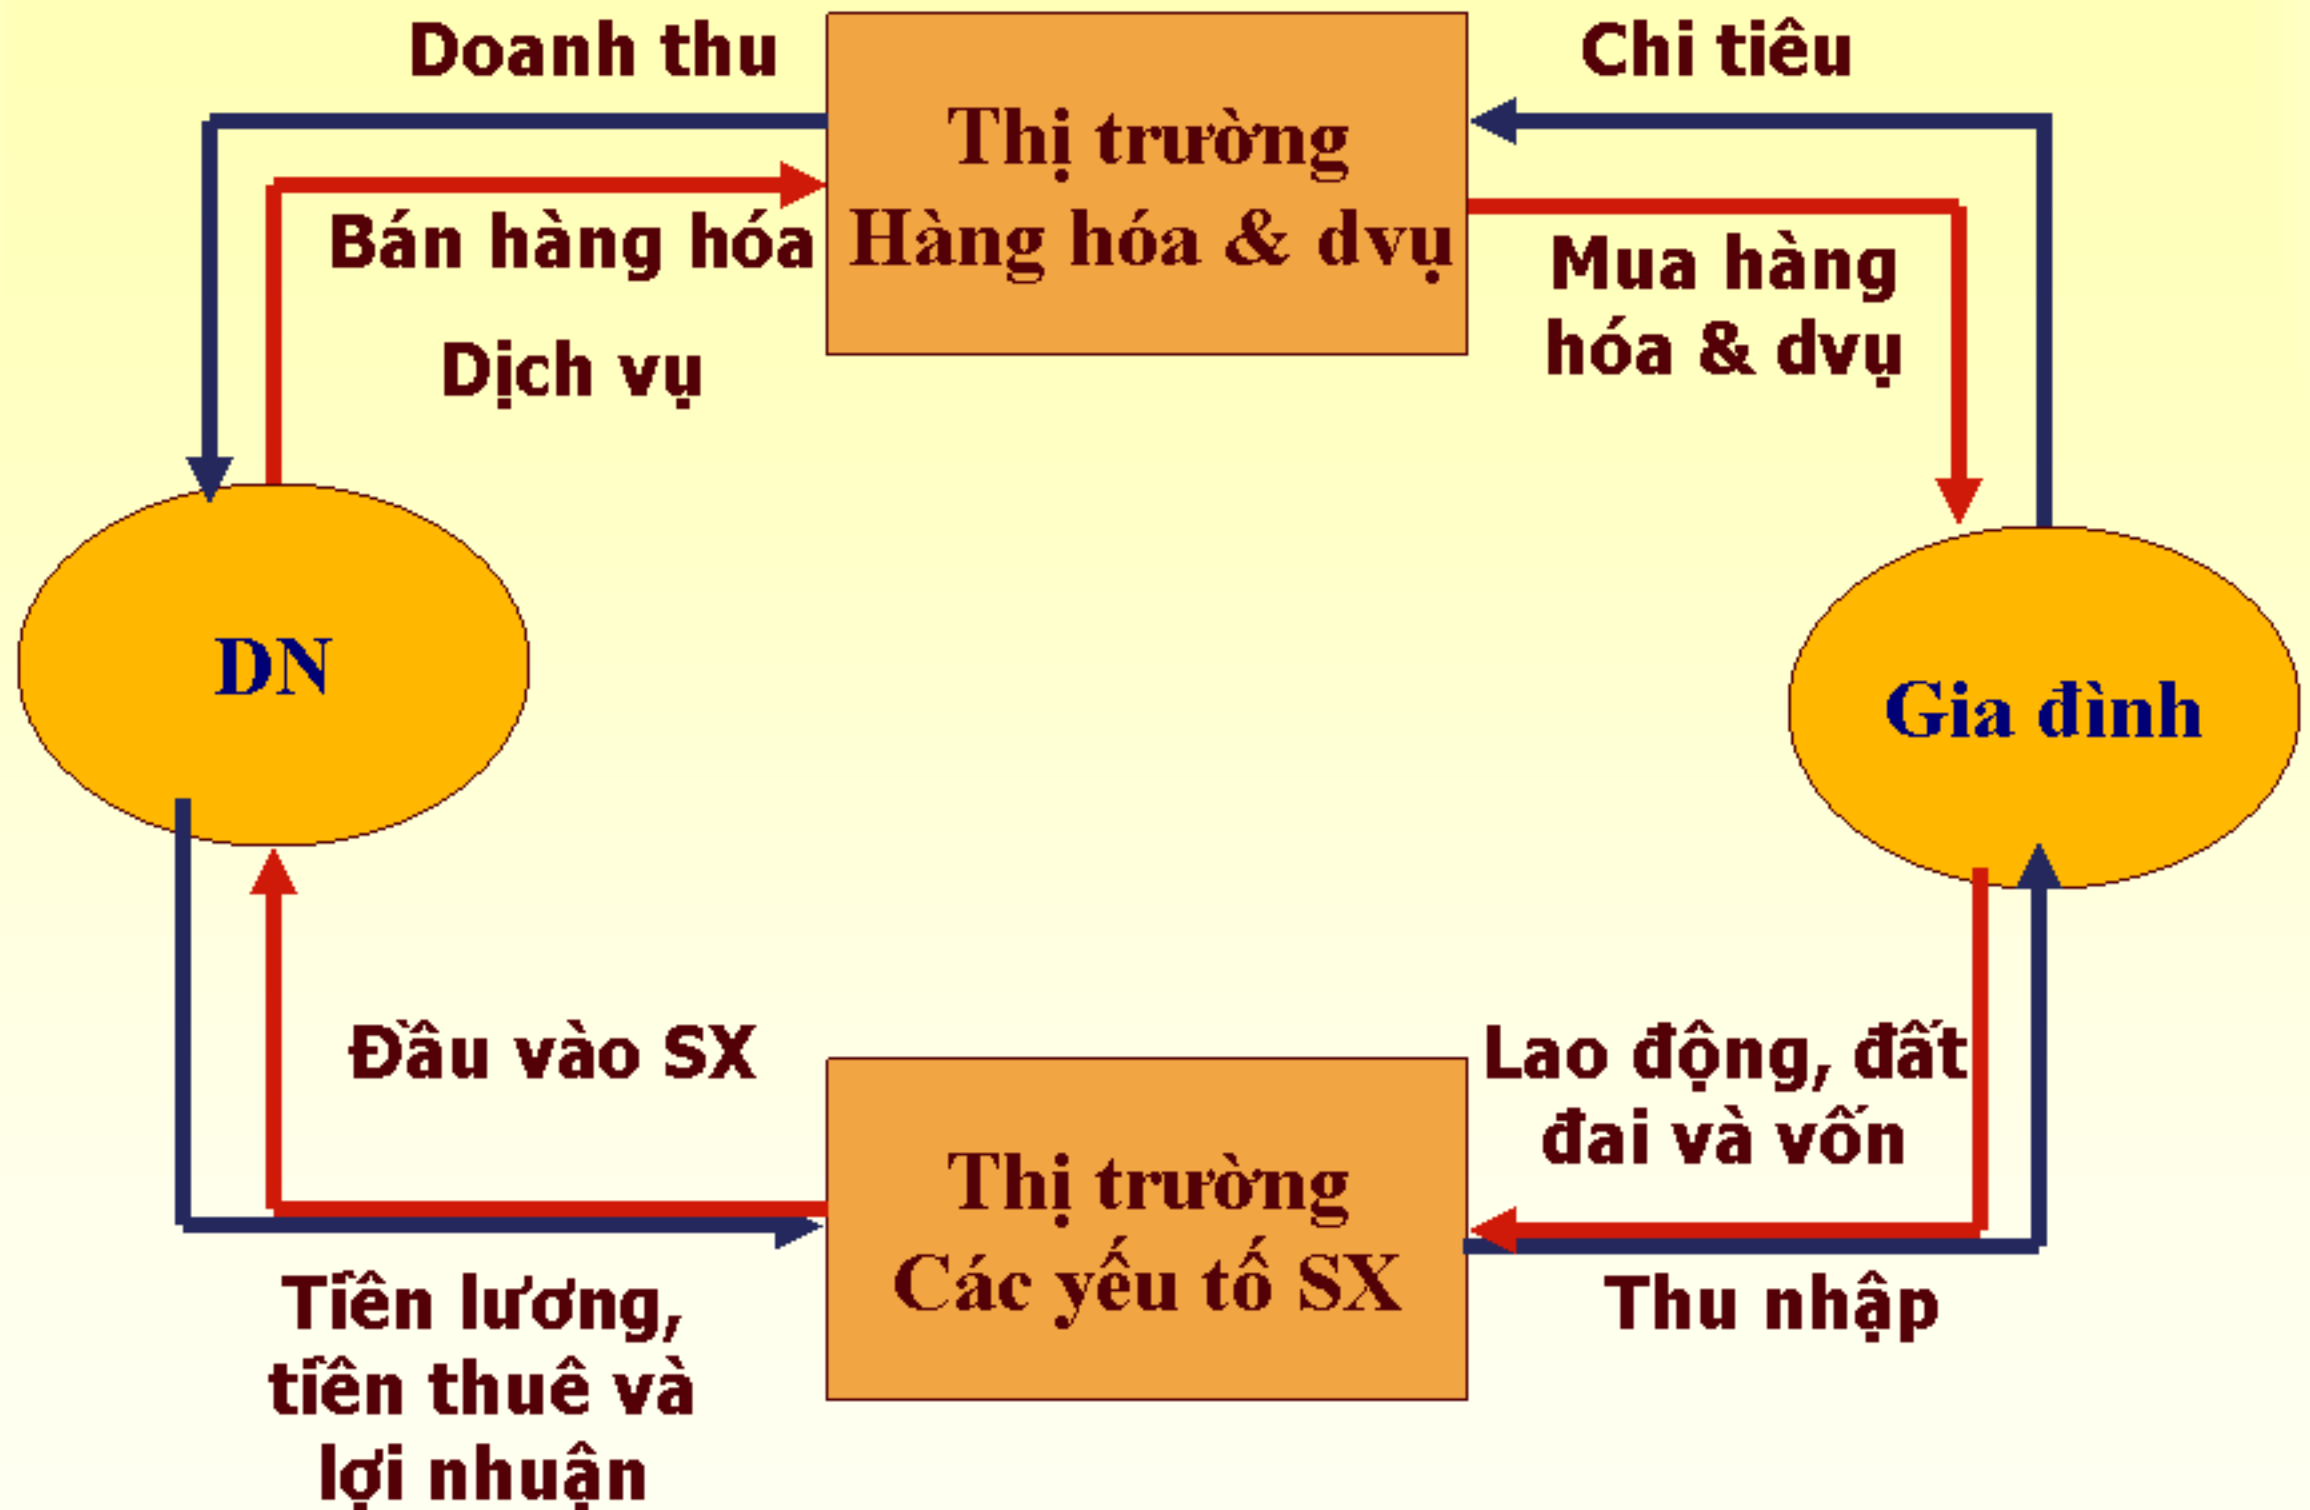 Doanh thu
Chi tiêu
Thị trường
Hàng hóa & dvụ
Bán hàng hóa
Dịch vụ
Mua hàng
hóa & dvụ
DN
Gia đình
Đầu vào SX
Lao động, đất
đai và vốn
Thị trường
Các yếu tố SX
Tiền lương,
tiền thuê và
lợi nhuận
Thu nhập